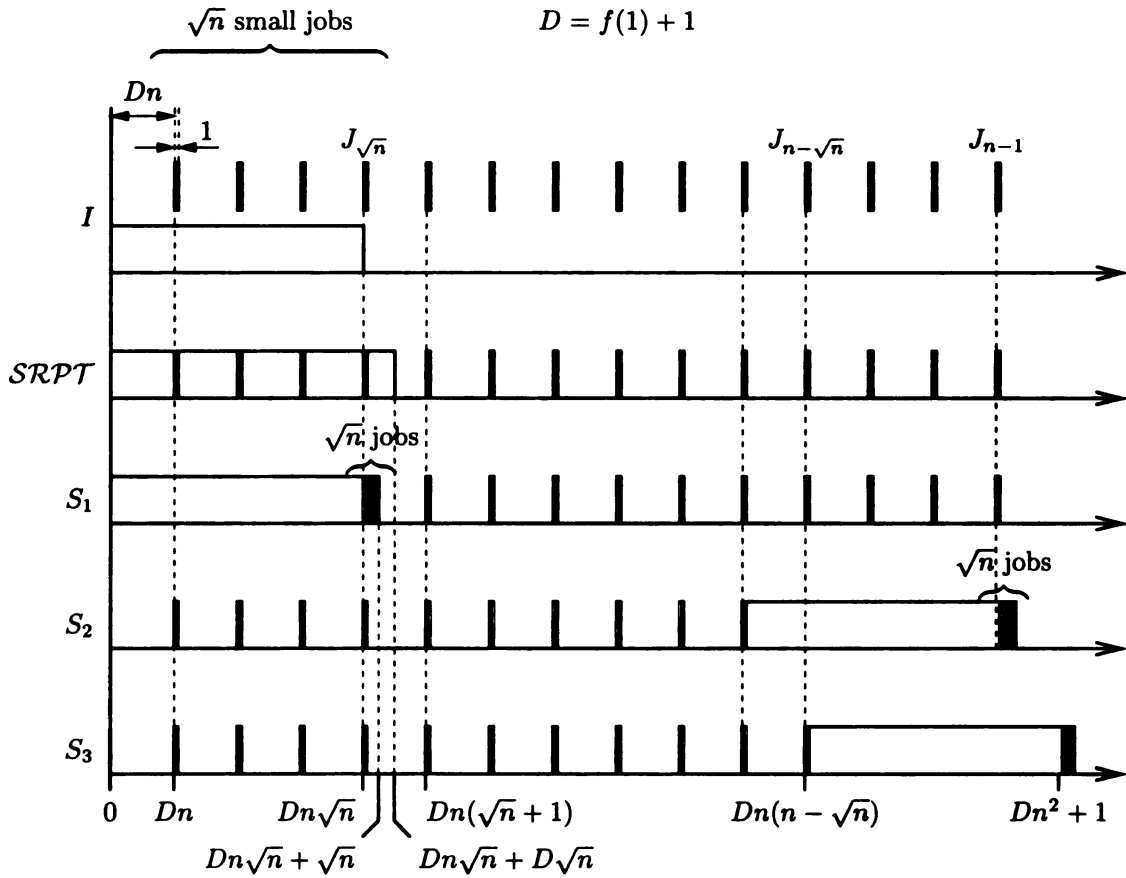 √n small jobs
D = f(1) + 1
Dn
1
J_{√n}
J_{n−√n}
J_{n−1}
I
SRPT
√n jobs
S_1
√n jobs
S_2
S_3
0
Dn
Dn√n
Dn(√n + 1)
Dn(n − √n)
Dn^2 + 1
Dn√n + √n
Dn√n + D√n